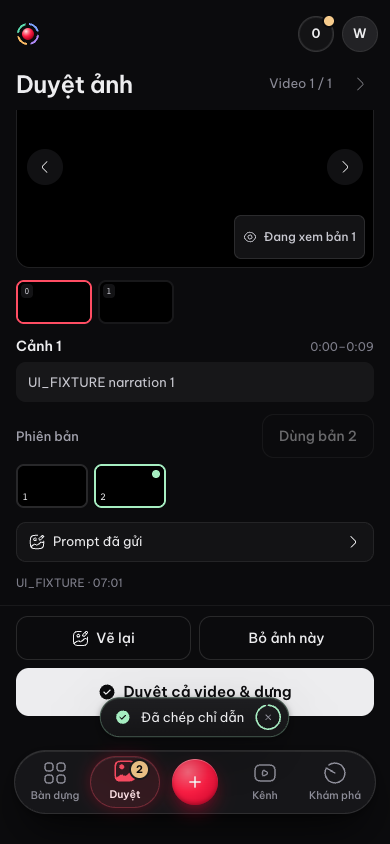 0
W
Duyệt ảnh
Video 1 / 1
Đang xem bản 1
0
1
Cảnh 1
0:00–0:09
UI_FIXTURE narration 1
Phiên bản
Dùng bản 2
1
2
Prompt đã gửi
UI_FIXTURE · 07:01
Vẽ lại
Bỏ ảnh này
Duyệt cả video & dựng
Đã chép chỉ dẫn
2
Bàn dựng
Duyệt
Kênh
Khám phá